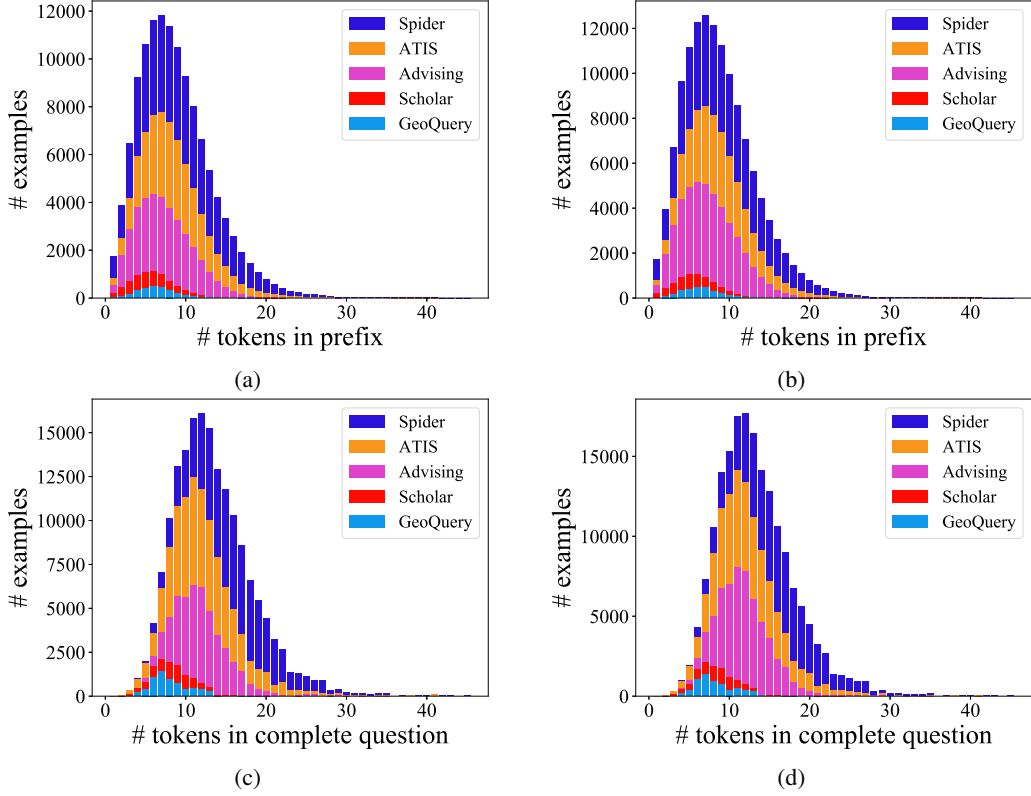 12000
10000
8000
6000
4000
2000
0
# examples
Spider
ATIS
Advising
Scholar
GeoQuery
0 10 20 30 40
# tokens in prefix
(a)
12000
10000
8000
6000
4000
2000
0
# examples
Spider
ATIS
Advising
Scholar
GeoQuery
0 10 20 30 40
# tokens in prefix
(b)
15000
12500
10000
7500
5000
2500
0
# examples
Spider
ATIS
Advising
Scholar
GeoQuery
0 10 20 30 40
# tokens in complete question
(c)
15000
10000
5000
0
# examples
Spider
ATIS
Advising
Scholar
GeoQuery
0 10 20 30 40
# tokens in complete question
(d)